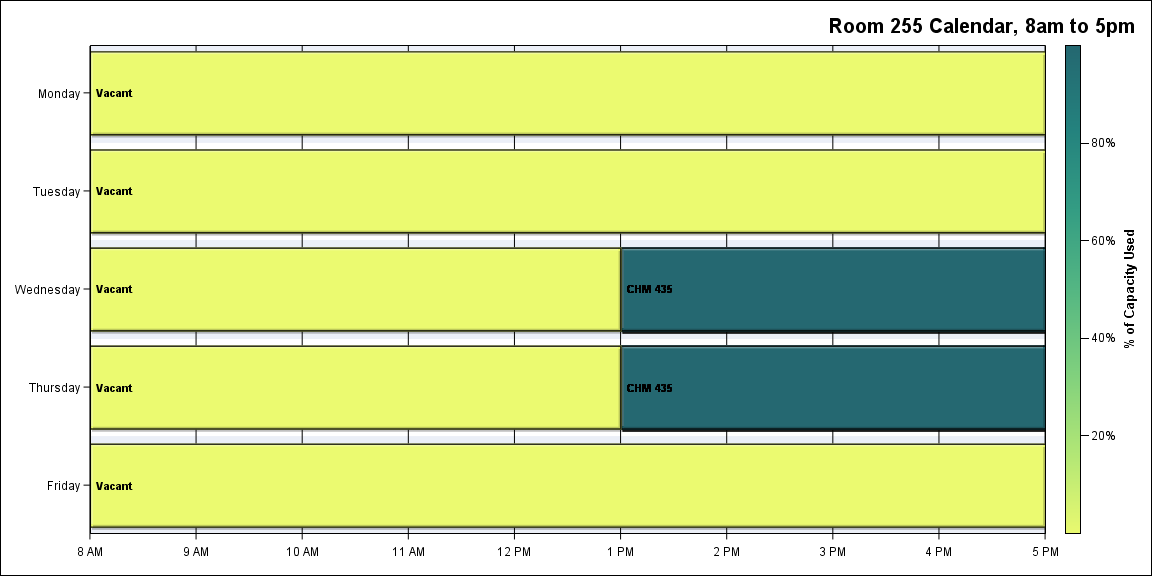 Room 255 Calendar, 8am to 5pm
Monday
Vacant
Tuesday
Vacant
Wednesday
Vacant
CHM 435
Thursday
Vacant
CHM 435
Friday
Vacant
8 AM
9 AM
10 AM
11 AM
12 PM
1 PM
2 PM
3 PM
4 PM
5 PM
80%
60%
40%
20%
% of Capacity Used